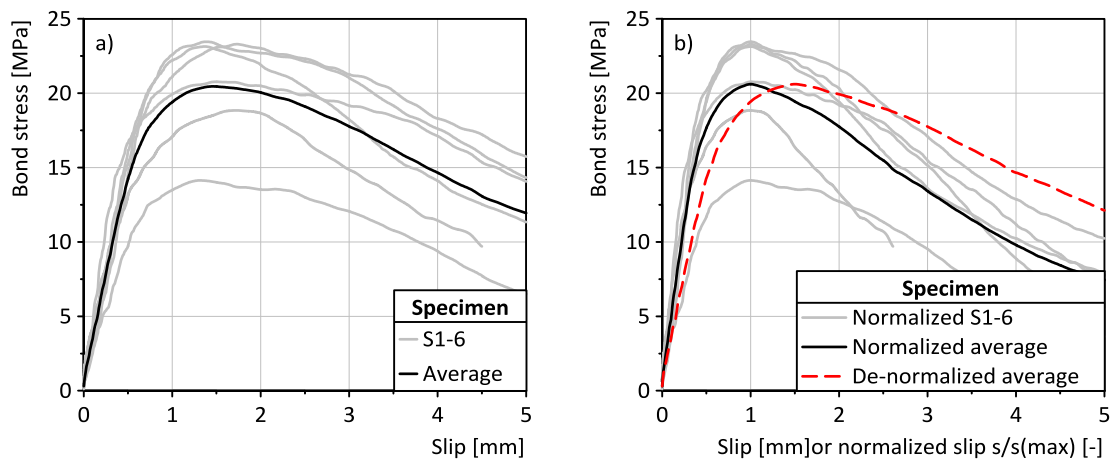 a)
Bond stress [MPa]
25
20
15
10
5
0
0 1 2 3 4 5
Slip [mm]
Specimen
S1-6
Average
b)
Bond stress [MPa]
25
20
15
10
5
0
0 1 2 3 4 5
Slip [mm]or normalized slip s/s(max) [-]
Specimen
Normalized S1-6
Normalized average
De-normalized average